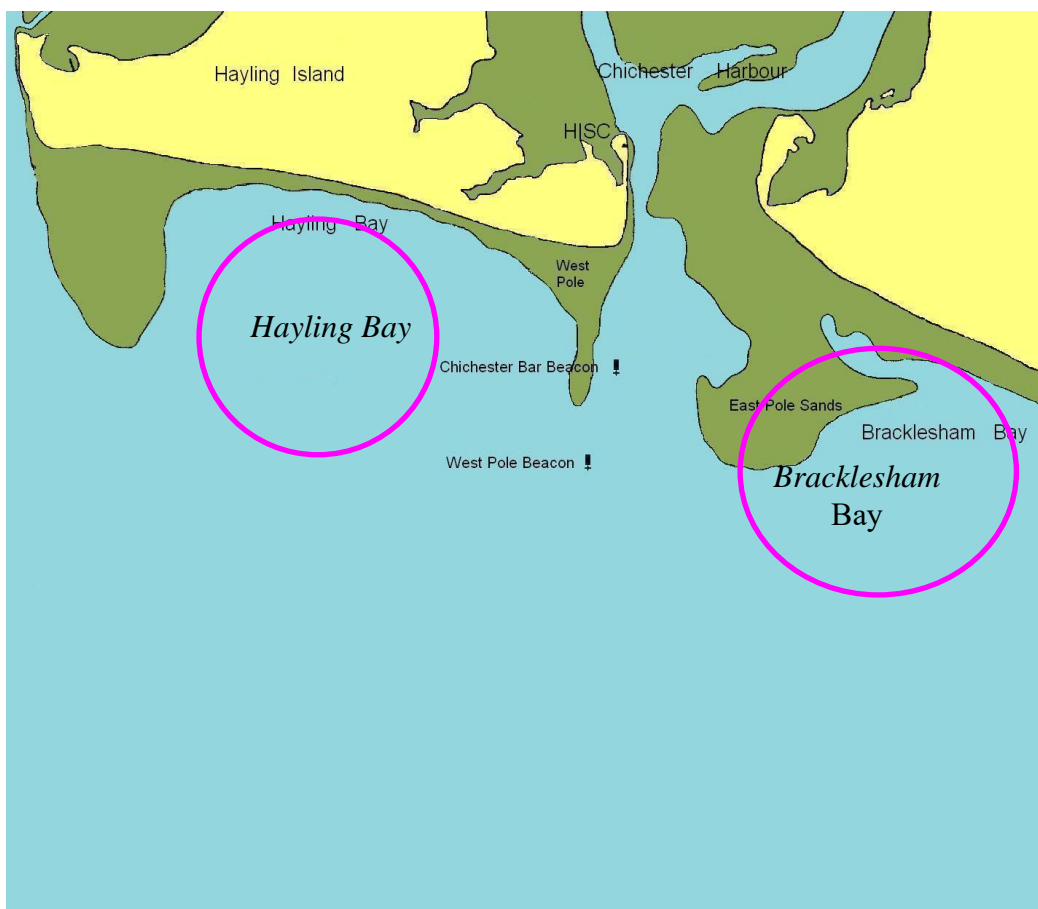 Hayling Island
Chichester Harbour
HISC
Hayling Bay
West
Pole
Hayling Bay
Chichester Bar Beacon
East Pole Sands
Bracklesham Bay
West Pole Beacon
Bracklesham
Bay